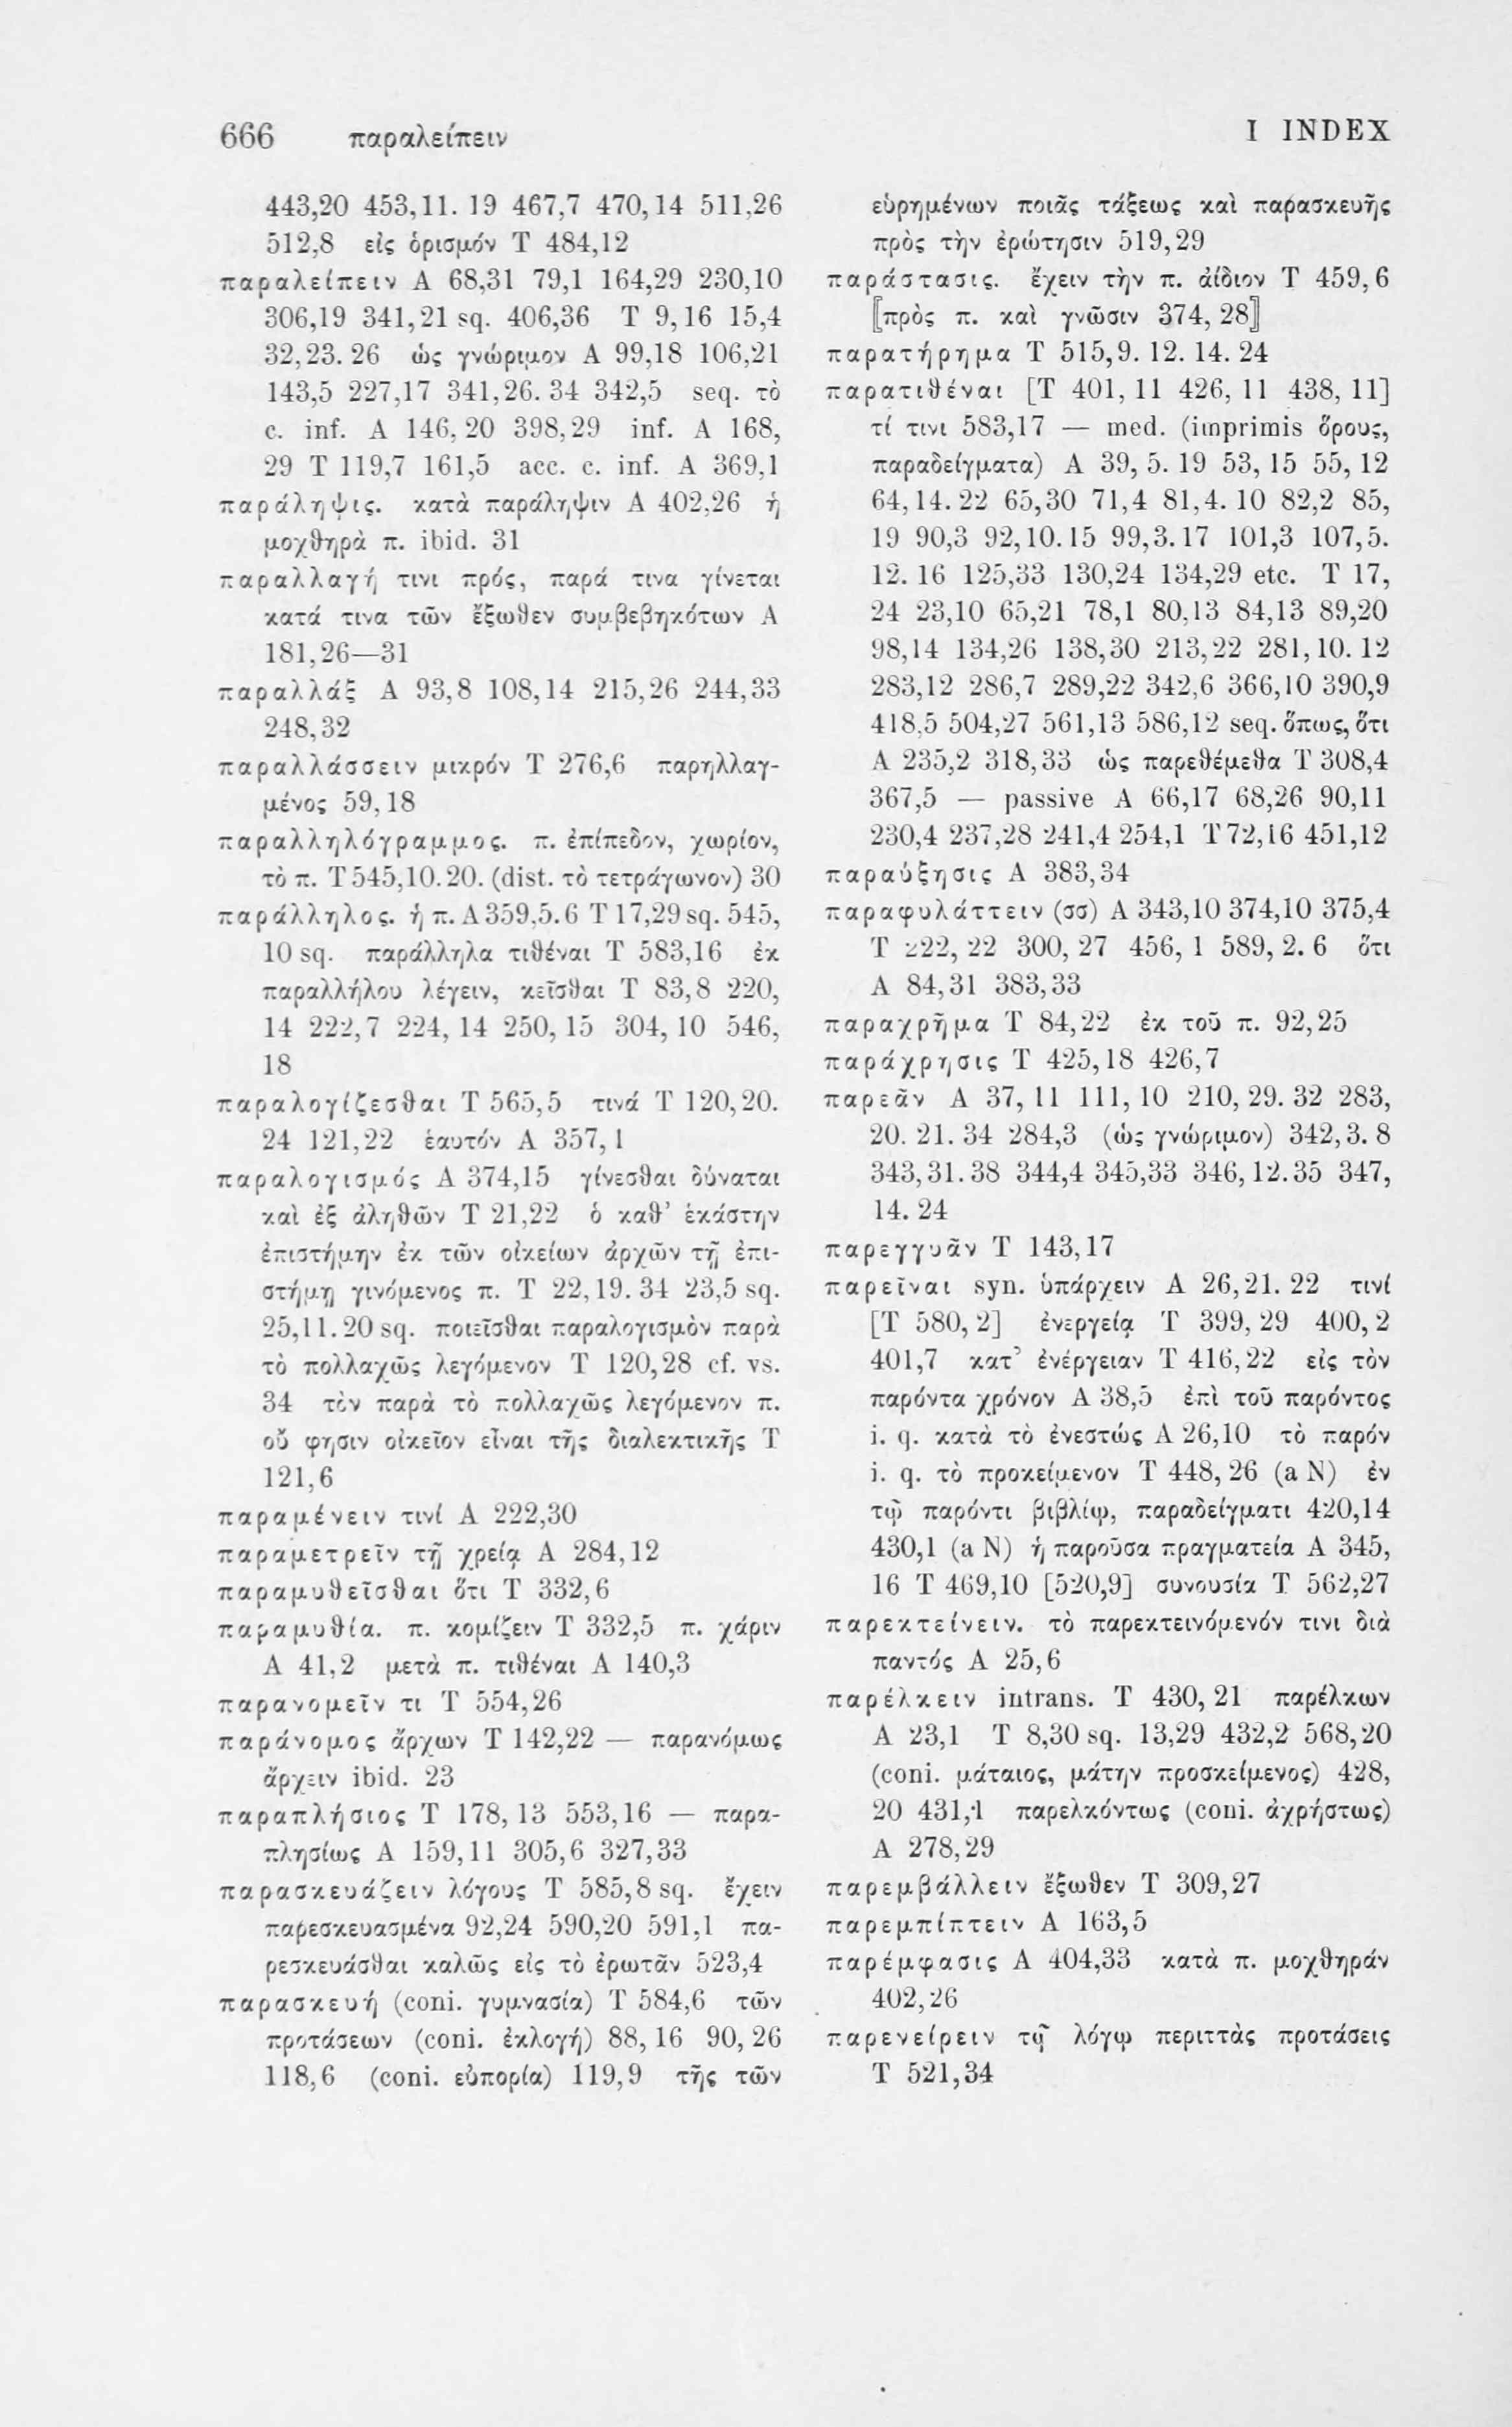 666 παραλείπειν
I INDEX
443,20 453,11. 19 467,7 470,14 511,26
512,8 εἰς ὁρισμόν T 484,12
παραλείπειν A 68,31 79,1 164,29 230,10
306,19 341,21 sq. 406,36 T 9,16 15,4
32,23. 26 ὡς γνώριμον A 99,18 106,21
143,5 227,17 341,26. 34 342,5 seq. τὸ
c. inf. A 146,20 398,29 inf. A 168,
29 T 119,7 161,5 acc. c. inf. A 369,1
παράληψις. κατὰ παράληψιν A 402,26 ἡ
μοχθηρὰ π. ibid. 31
παραλλαγή τινι πρός, παρά τινα γίνεται
κατά τινα τῶν ἔξωθεν συμβεβηκότων A
181,26—31
παραλλάξ A 93,8 108,14 215,26 244,33
248,32
παραλλάσσειν μικρόν T 276,6 παρηλλαγ-
μένος 59,18
παραλληλόγραμμος. π. ἐπίπεδον, χωρίον,
τὸ π. T 545,10. 20. (dist. τὸ τετράγωνον) 30
παράλληλος. ἡ π. A 359,5. 6 T 17,29 sq. 545,
10 sq. παράλληλα τιθέναι T 583,16 ἐκ
παραλλήλου λέγειν, κεῖσθαι T 83,8 220,
14 222,7 224,14 250,15 304,10 546,
18
παραλογίζεσθαι T 565,5 τινά T 120,20.
24 121,22 ἑαυτόν A 357,1
παραλογισμός A 374,15 γίνεσθαι δύναται
καὶ ἐξ ἀληθῶν T 21,22 ὁ καθ’ ἑκάστην
ἐπιστήμην ἐκ τῶν οἰκείων ἀρχῶν τῇ ἐπι-
στήμῃ γινόμενος π. T 22,19. 34 23,5 sq.
25,11. 20 sq. ποιεῖσθαι παραλογισμὸν παρὰ
τὸ πολλαχῶς λεγόμενον T 120,28 cf. vs.
34 τὸν παρὰ τὸ πολλαχῶς λεγόμενον π.
οὔ φησιν οἰκεῖον εἶναι τῆς διαλεκτικῆς T
121,6
παραμένειν τινί A 222,30
παραμετρεῖν τῇ χρείᾳ A 284,12
παραμυθεῖσθαι ὅτι T 332,6
παραμυθία. π. κομίζειν T 332,5 π. χάριν
A 41,2 μετὰ π. τιθέναι A 140,3
παρανομεῖν τι T 554,26
παράνομος ἄρχων T 142,22 — παρανόμως
ἄρχειν ibid. 23
παραπλήσιος T 178,13 553,16 — παρα-
πλησίως A 159,11 305,6 327,33
παρασκευάζειν λόγους T 585,8 sq. ἔχειν
παρεσκευασμένα 92,24 590,20 591,1 πα-
ρεσκευάσθαι καλῶς εἰς τὸ ἐρωτᾶν 523,4
παρασκευή (coni. γυμνασία) T 584,6 τῶν
προτάσεων (coni. ἐκλογή) 88,16 90,26
118,6 (coni. εὐπορία) 119,9 τῆς τῶν
εὑρημένων ποιᾶς τάξεως καὶ παρασκευῆς
πρὸς τὴν ἐρώτησιν 519,29
παράστασις. ἔχειν τὴν π. ἀίδιον T 459,6
⟦πρὸς π. καὶ γνῶσιν 374,28⟧
παρατήρημα T 515,9. 12. 14. 24
παρατιθέναι [T 401,11 426,11 438,11]
τί τινι 583,17 — med. (imprimis ὅρους,
παραδείγματα) A 39,5. 19 53,15 55,12
64,14. 22 65,30 71,4 81,4. 10 82,2 85,
19 90,3 92,10. 15 99,3. 17 101,3 107,5.
12. 16 125,33 130,24 134,29 etc. T 17,
24 23,10 65,21 78,1 80,13 84,13 89,20
98,14 134,26 138,30 213,22 281,10. 12
283,12 286,7 289,22 342,6 366,10 390,9
418,5 504,27 561,13 586,12 seq. ὅπως, ὅτι
A 235,2 318,33 ὡς παρεθέμεθα T 308,4
367,5 — passive A 66,17 68,26 90,11
230,4 237,28 241,4 254,1 T 72,16 451,12
παραύξησις A 383,34
παραφυλάττειν (σσ) A 343,10 374,10 375,4
T 222,22 300,27 456,1 589,2. 6 ὅτι
A 84,31 383,33
παραχρῆμα T 84,22 ἐκ τοῦ π. 92,25
παράχρησις T 425,18 426,7
παρεᾶν A 37,11 111,10 210,29. 32 283,
20. 21. 34 284,3 (ὡς γνώριμον) 342,3. 8
343,31. 38 344,4 345,33 346,12. 35 347,
14. 24
παρεγγυᾶν T 143,17
παρεῖναι syn. ὑπάρχειν A 26,21. 22 τινί
[T 580,2] ἐνεργείᾳ T 399,29 400,2
401,7 κατ’ ἐνέργειαν T 416,22 εἰς τὸν
παρόντα χρόνον A 38,5 ἐπὶ τοῦ παρόντος
i. q. κατὰ τὸ ἐνεστώς A 26,10 τὸ παρόν
i. q. τὸ προκείμενον T 448,26 (a N) ἐν
τῷ παρόντι βιβλίῳ, παραδείγματι 420,14
430,1 (a N) ἡ παροῦσα πραγματεία A 345,
16 T 469,10 [520,9] συνουσία T 562,27
παρεκτείνειν. τὸ παρεκτεινόμενόν τινι διὰ
παντός A 25,6
παρέλκειν intrans. T 430,21 παρέλκων
A 23,1 T 8,30 sq. 13,29 432,2 568,20
(coni. μάταιος, μάτην προσκείμενος) 428,
20 431,1 παρελκόντως (coni. ἀχρήστως)
A 278,29
παρεμβάλλειν ἔξωθεν T 309,27
παρεμπίπτειν A 163,5
παρέμφασις A 404,33 κατὰ π. μοχθηράν
402,26
παρενείρειν τῷ λόγῳ περιττὰς προτάσεις
T 521,34